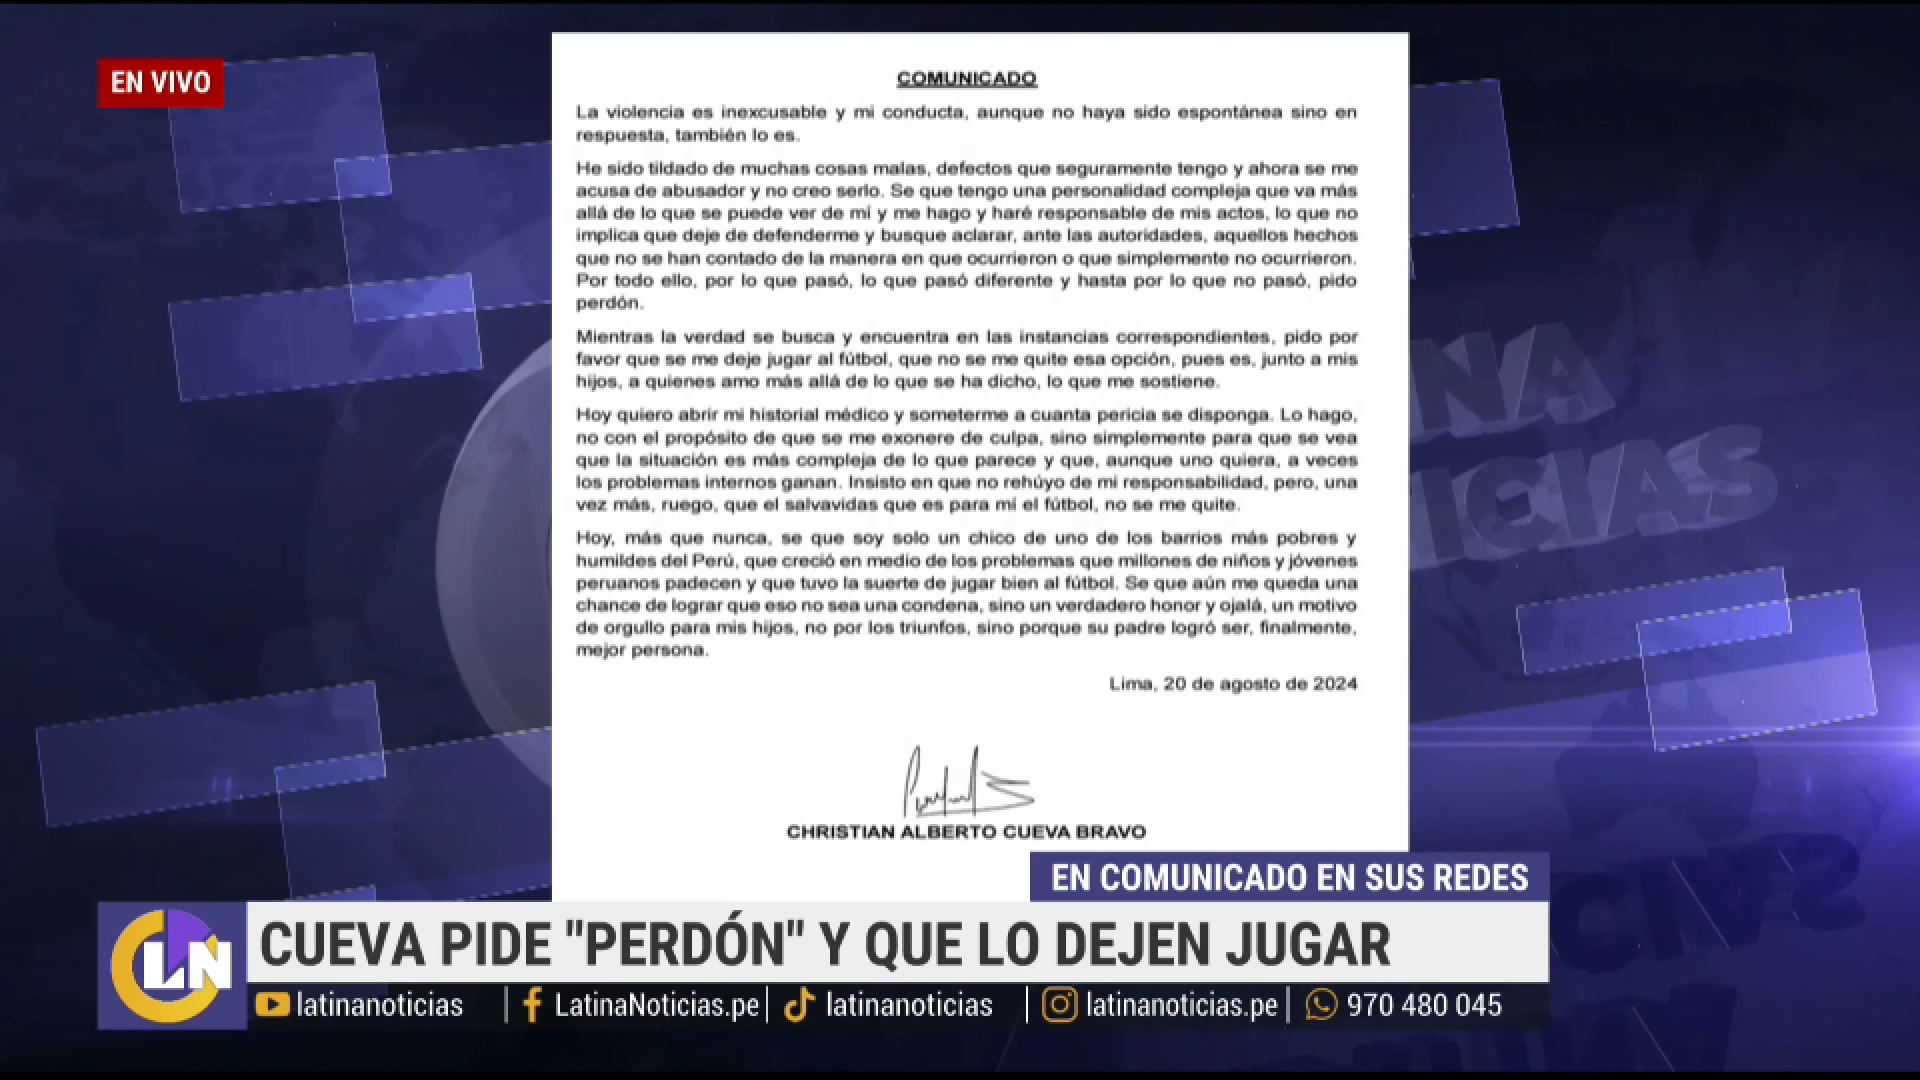 EN VIVO
COMUNICADO
La violencia es inexcusable y mi conducta, aunque no haya sido espontánea sino en
respuesta, también lo es.
He sido tildado de muchas cosas malas, defectos que seguramente tengo y ahora se me
acusa de abusador y no creo serlo. Se que tengo una personalidad compleja que va más
allá de lo que se puede ver de mí y me hago y haré responsable de mis actos, lo que no
implica que deje de defenderme y busque aclarar, ante las autoridades, aquellos hechos
que no se han contado de la manera en que ocurrieron o que simplemente no ocurrieron.
Por todo ello, por lo que pasó, lo que pasó diferente y hasta por lo que no pasó, pido
perdón.
Mientras la verdad se busca y encuentra en las instancias correspondientes, pido por
favor que se me deje jugar al fútbol, que no se me quite esa opción, pues es, junto a mis
hijos, a quienes amo más allá de lo que se ha dicho, lo que me sostiene.
Hoy quiero abrir mi historial médico y someterme a cuanta pericia se disponga. Lo hago,
no con el propósito de que se me exonere de culpa, sino simplemente para que se vea
que la situación es más compleja de lo que parece y que, aunque uno quiera, a veces
los problemas internos ganan. Insisto en que no rehúyo de mi responsabilidad, pero, una
vez más, ruego, que el salvavidas que es para mí el fútbol, no se me quite.
Hoy, más que nunca, se que soy solo un chico de uno de los barrios más pobres y
humildes del Perú, que creció en medio de los problemas que millones de niños y jóvenes
peruanos padecen y que tuvo la suerte de jugar bien al fútbol. Se que aún me queda una
chance de lograr que eso no sea una condena, sino un verdadero honor y ojalá, un motivo
de orgullo para mis hijos, no por los triunfos, sino porque su padre logró ser, finalmente,
mejor persona.
Lima, 20 de agosto de 2024
CHRISTIAN ALBERTO CUEVA BRAVO
EN COMUNICADO EN SUS REDES
LN
CUEVA PIDE "PERDÓN" Y QUE LO DEJEN JUGAR
latinanoticias | LatinaNoticias.pe | latinanoticias | latinanoticias.pe | 970 480 045